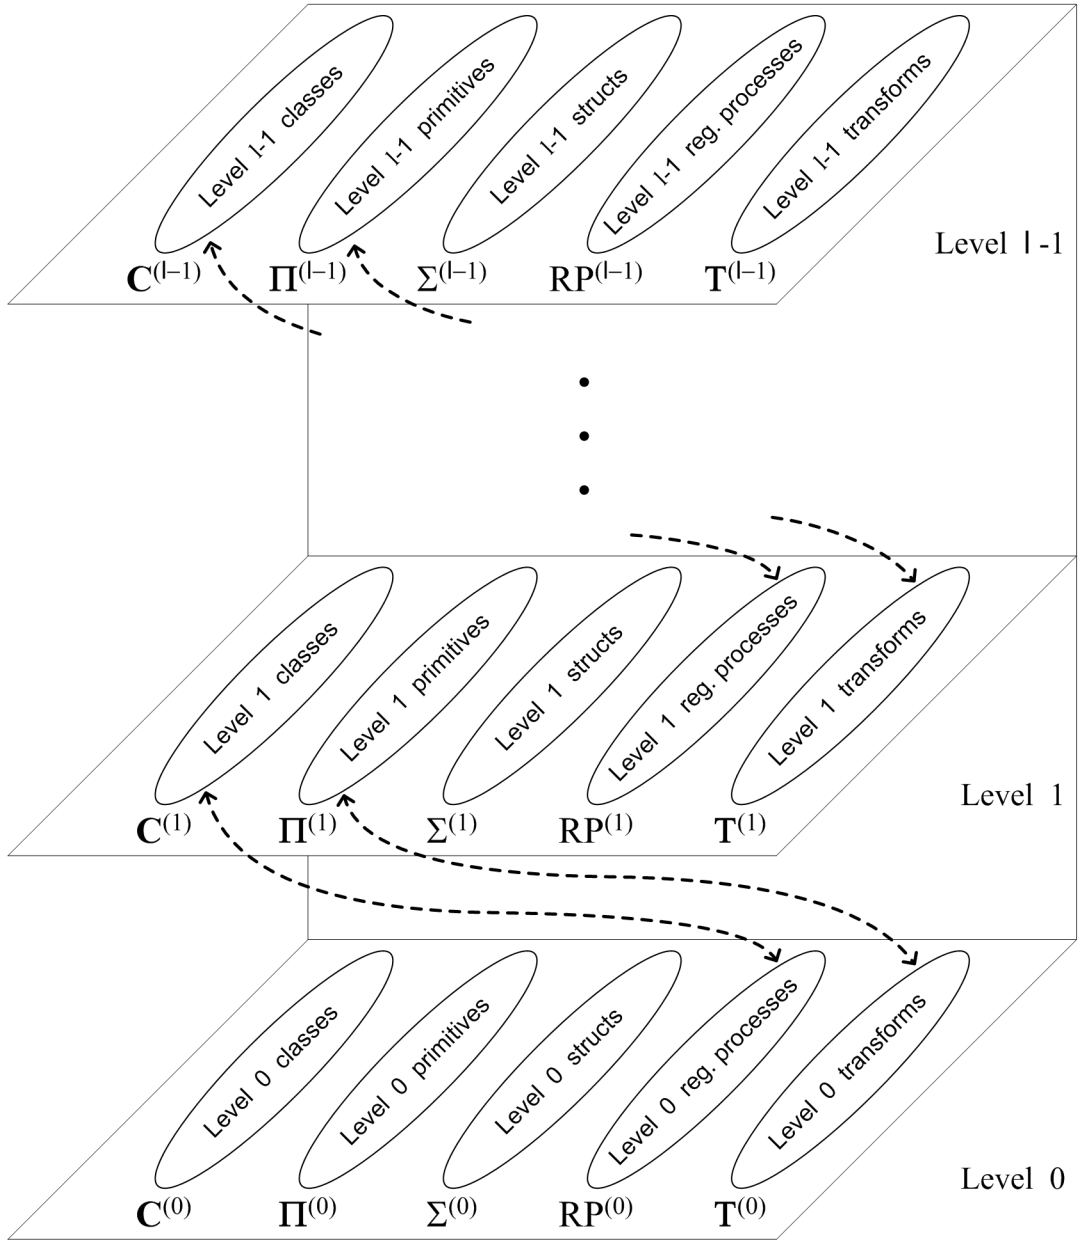 Level l-1 classes
Level l-1 primitives
Level l-1 structs
Level l-1 reg. processes
Level l-1 transforms
Level l-1
C(l–1)
Π(l–1)
Σ(l–1)
RP(l–1)
T(l–1)
Level 1 classes
Level 1 primitives
Level 1 structs
Level 1 reg. processes
Level 1 transforms
Level 1
C(1)
Π(1)
Σ(1)
RP(1)
T(1)
Level 0 classes
Level 0 primitives
Level 0 structs
Level 0 reg. processes
Level 0 transforms
Level 0
C(0)
Π(0)
Σ(0)
RP(0)
T(0)